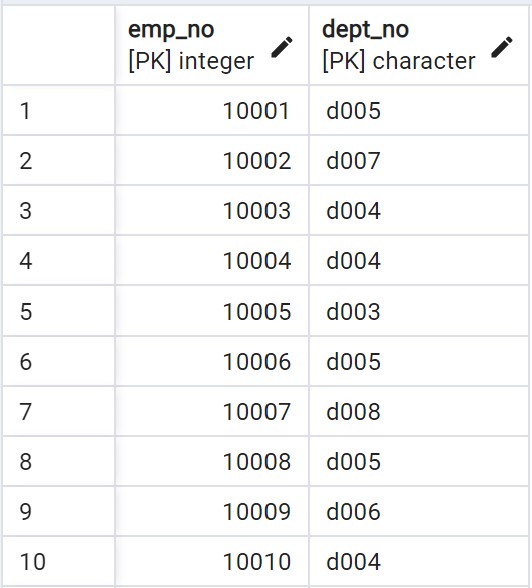 emp_no dept_no
[PK] integer [PK] character
1 10001 d005
2 10002 d007
3 10003 d004
4 10004 d004
5 10005 d003
6 10006 d005
7 10007 d008
8 10008 d005
9 10009 d006
10 10010 d004